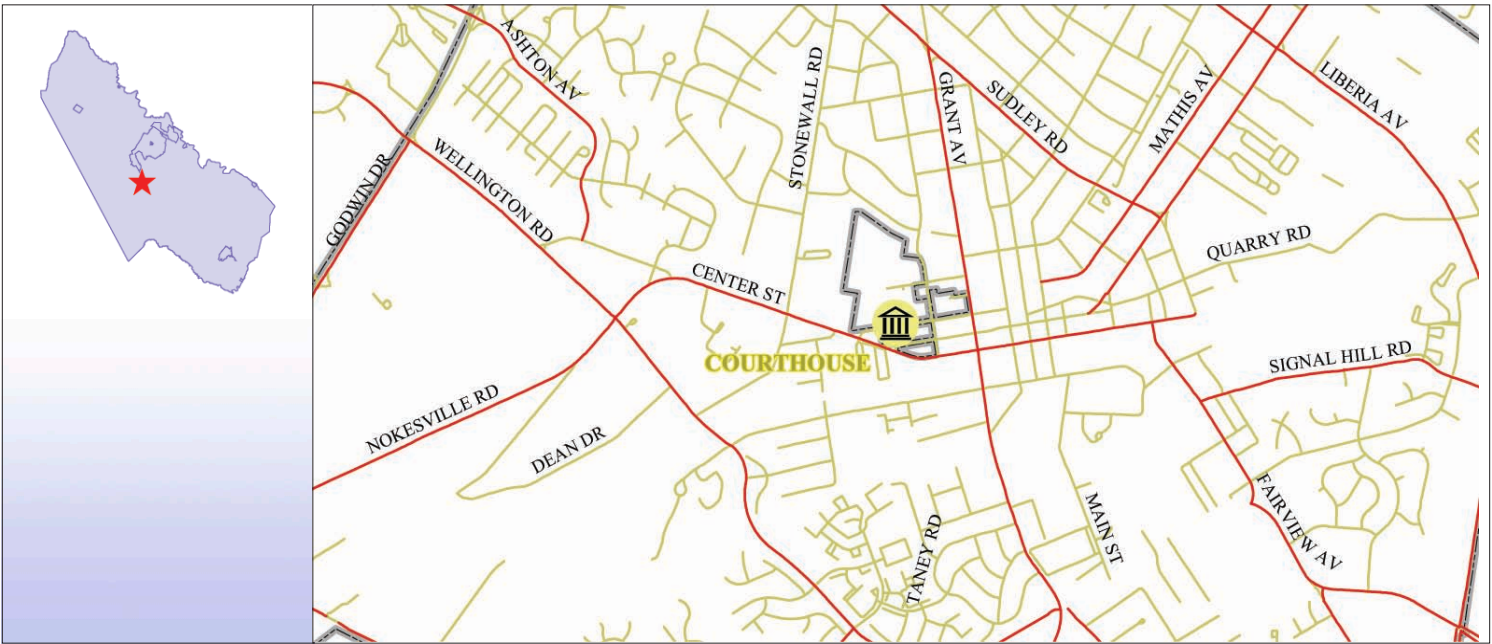 ASHTON AV
STONEWALL RD
GRANT AV
SUDLEY RD
MATHIS AV
LIBERIA AV
GODWIN DR
WELLINGTON RD
QUARRY RD
CENTER ST
COURTHOUSE
SIGNAL HILL RD
NOKESVILLE RD
DEAN DR
TANEY RD
MAIN ST
FAIRVIEW AV